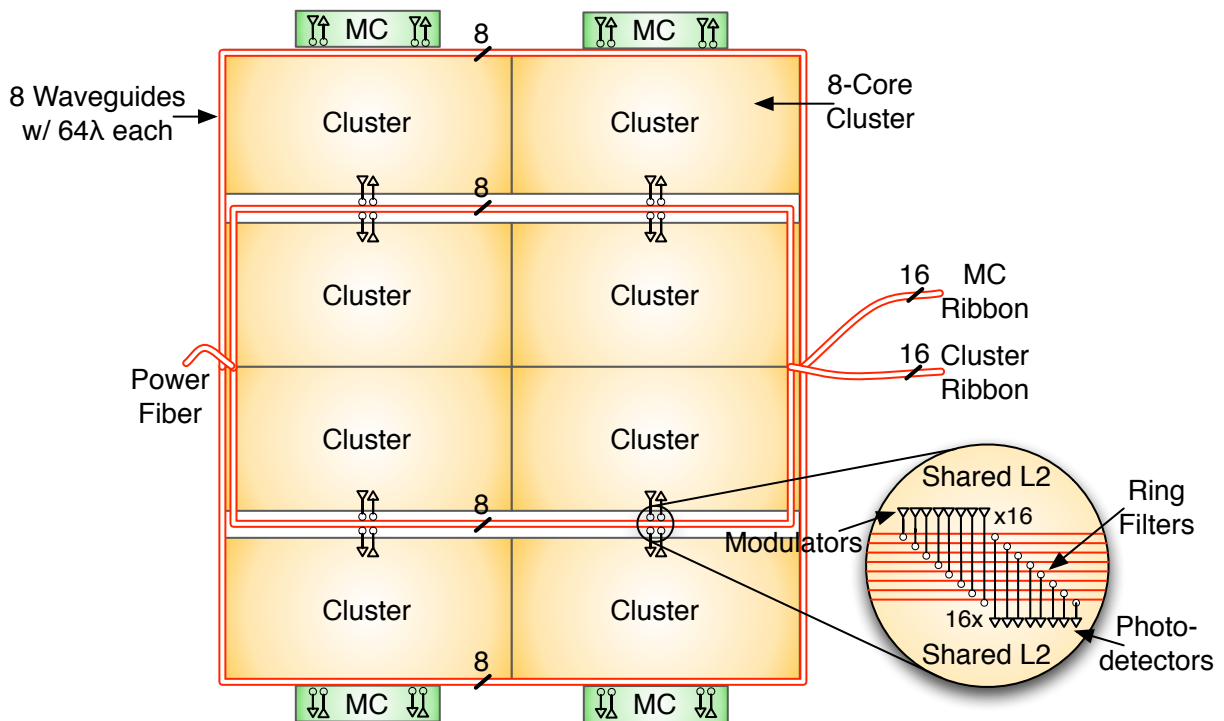 MC
MC
8
8 Waveguides
w/ 64λ each
8-Core
Cluster
Cluster
Cluster
8
Cluster
Cluster
16
MC
Ribbon
16
Cluster
Ribbon
Power
Fiber
Cluster
Cluster
8
Shared L2
Ring
Filters
x16
Modulators
16x
Shared L2
Photo-
detectors
Cluster
Cluster
8
MC
MC